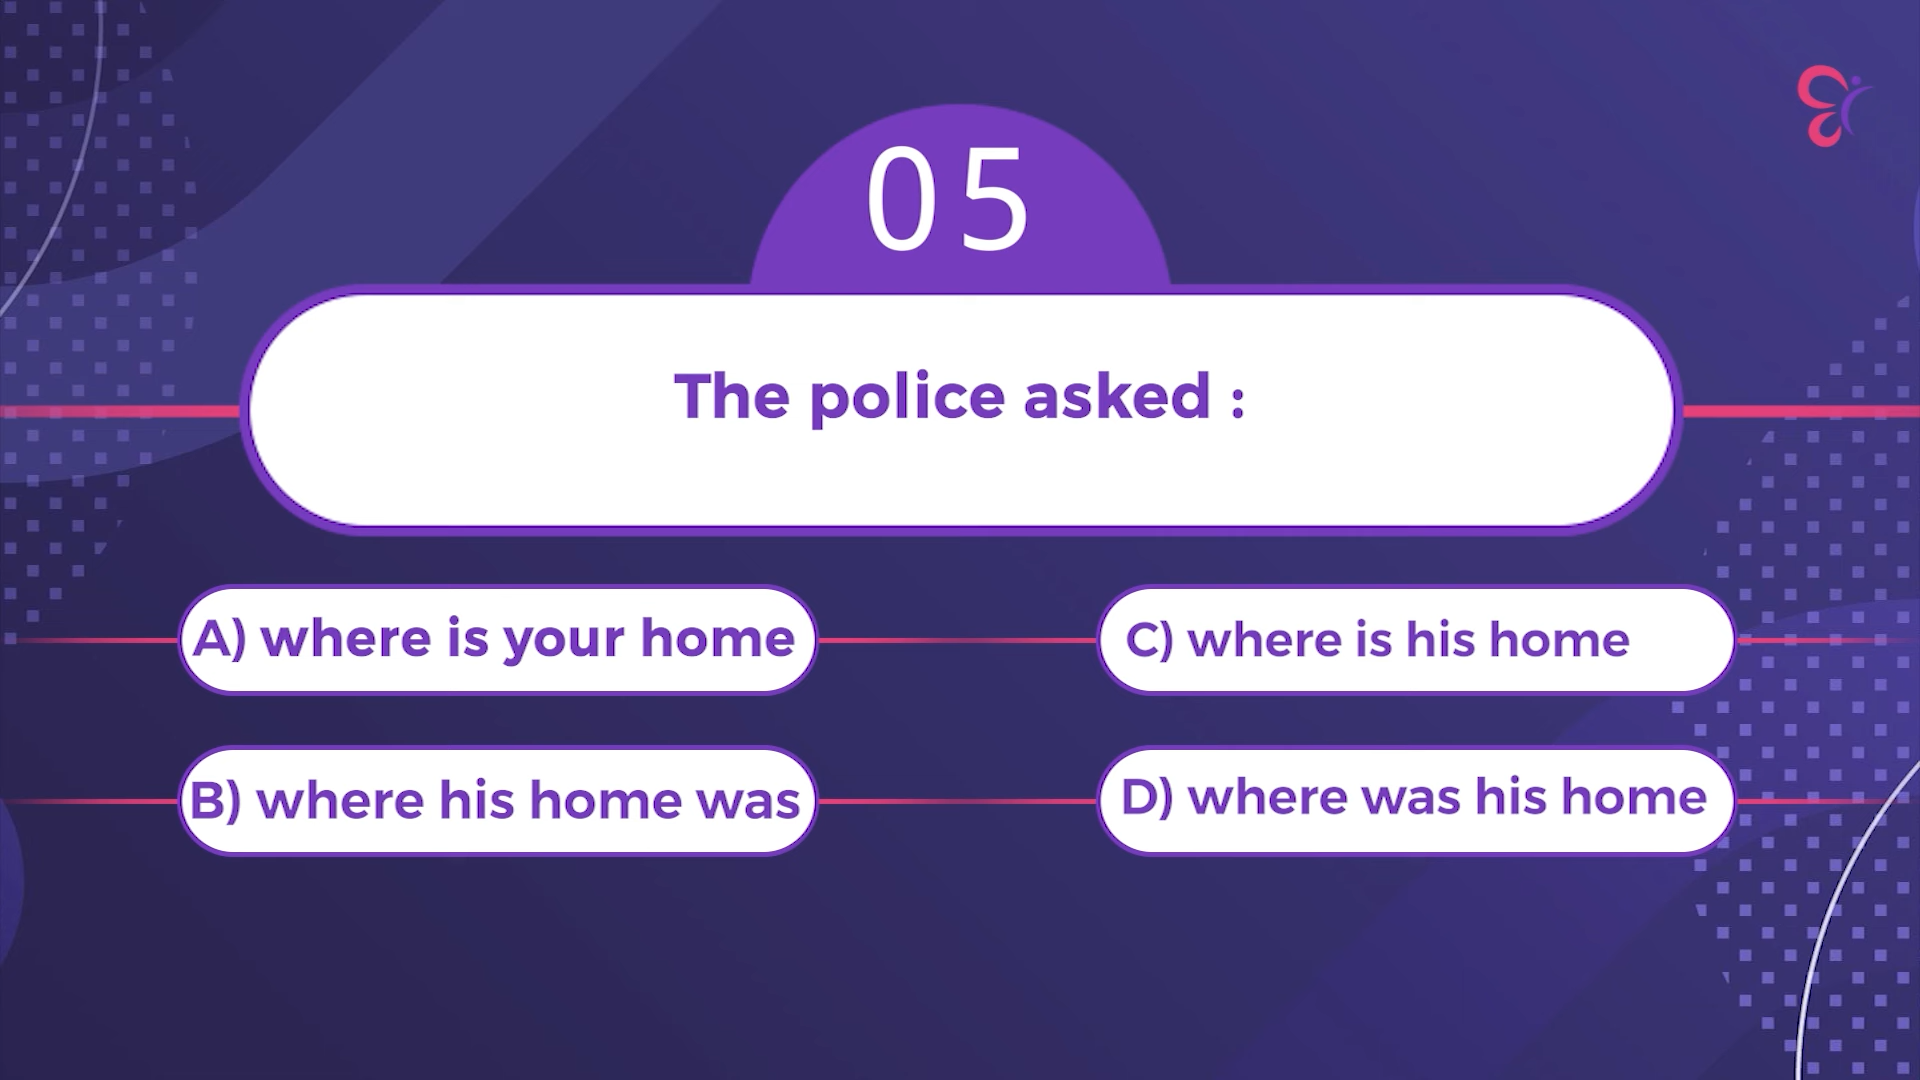 05
The police asked :
A) where is your home
C) where is his home
B) where his home was
D) where was his home